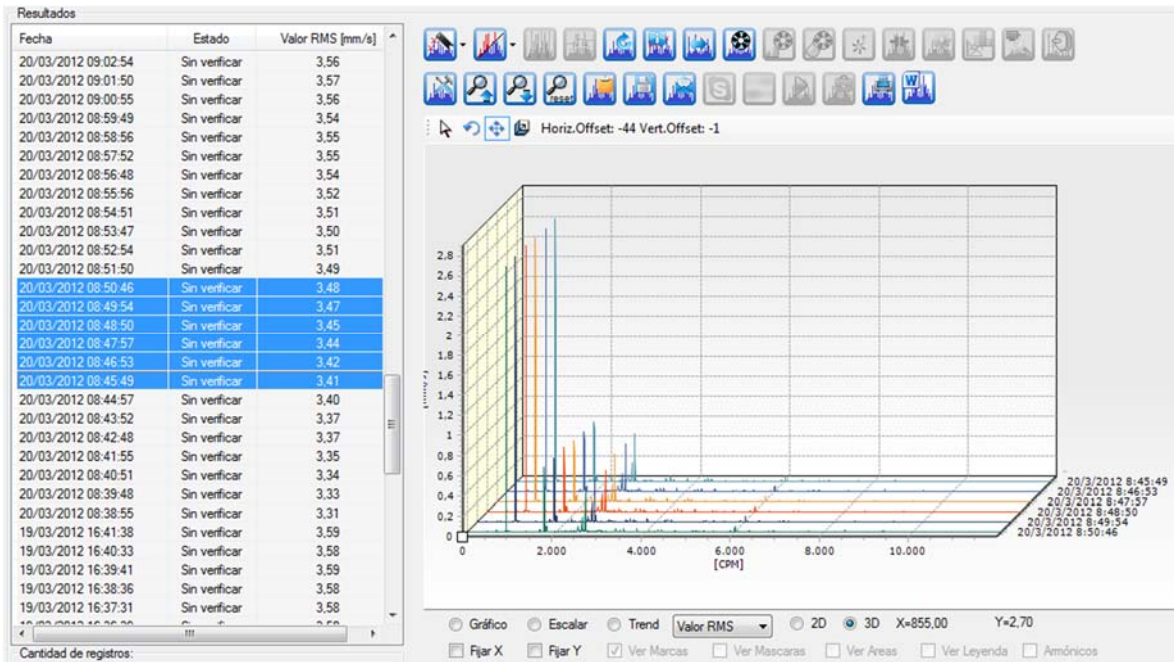 Resultados
Fecha Estado Valor RMS [mm/s]
20/03/2012 09:02:54 Sin verificar 3,56
20/03/2012 09:01:50 Sin verificar 3,57
20/03/2012 09:00:55 Sin verificar 3,56
20/03/2012 08:59:49 Sin verificar 3,54
20/03/2012 08:58:56 Sin verificar 3,55
20/03/2012 08:57:52 Sin verificar 3,55
20/03/2012 08:56:48 Sin verificar 3,54
20/03/2012 08:55:56 Sin verificar 3,52
20/03/2012 08:54:51 Sin verificar 3,51
20/03/2012 08:53:47 Sin verificar 3,50
20/03/2012 08:52:54 Sin verificar 3,51
20/03/2012 08:51:50 Sin verificar 3,49
20/03/2012 08:50:46 Sin verificar 3,48
20/03/2012 08:49:54 Sin verificar 3,47
20/03/2012 08:48:50 Sin verificar 3,45
20/03/2012 08:47:57 Sin verificar 3,44
20/03/2012 08:46:53 Sin verificar 3,42
20/03/2012 08:45:49 Sin verificar 3,41
20/03/2012 08:44:57 Sin verificar 3,40
20/03/2012 08:43:52 Sin verificar 3,37
20/03/2012 08:42:48 Sin verificar 3,37
20/03/2012 08:41:55 Sin verificar 3,35
20/03/2012 08:40:51 Sin verificar 3,34
20/03/2012 08:39:48 Sin verificar 3,33
20/03/2012 08:38:55 Sin verificar 3,31
19/03/2012 16:41:38 Sin verificar 3,59
19/03/2012 16:40:33 Sin verificar 3,58
19/03/2012 16:39:41 Sin verificar 3,59
19/03/2012 16:38:36 Sin verificar 3,58
19/03/2012 16:37:31 Sin verificar 3,58
Cantidad de registros:
reset
Horiz.Offset: -44 Vert.Offset: -1
2.8
2.6
2.4
2.2
2
1.8
1.6
1.4
1.2
1
0.8
0.6
0.4
0.2
0
0 2.000 4.000 6.000 8.000 10.000
[CPM]
20/3/2012 8:45:49
20/3/2012 8:46:53
20/3/2012 8:47:57
20/3/2012 8:48:50
20/3/2012 8:49:54
20/3/2012 8:50:46
Gráfico Escalar Trend Valor RMS 2D 3D X=855,00 Y=2,70
Fijar X Fijar Y Ver Marcas Ver Mascaras Ver Areas Ver Leyenda Armónicos